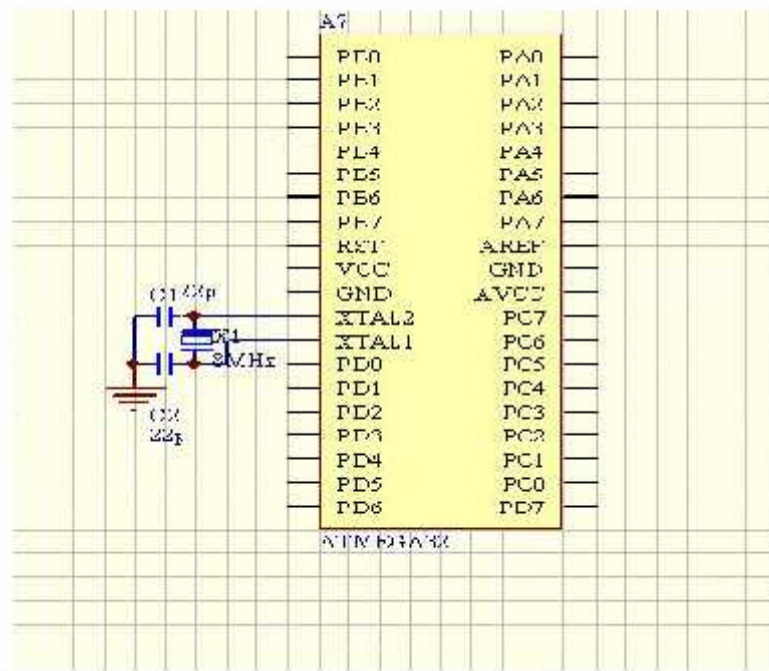 A7
PB0 PA0
PB1 PA1
PB2 PA2
PB3 PA3
PB4 PA4
PB5 PA5
PB6 PA6
PB7 PA7
RST AREF
VCC GND
GND AVCC
C1 22p
XTAL2 PC7
X1
XTAL1 PC6
8MHz
PD0 PC5
PD1 PC4
C2
PD2 PC3
22p
PD3 PC2
PD4 PC1
PD5 PC0
PD6 PD7
ATMEGA32